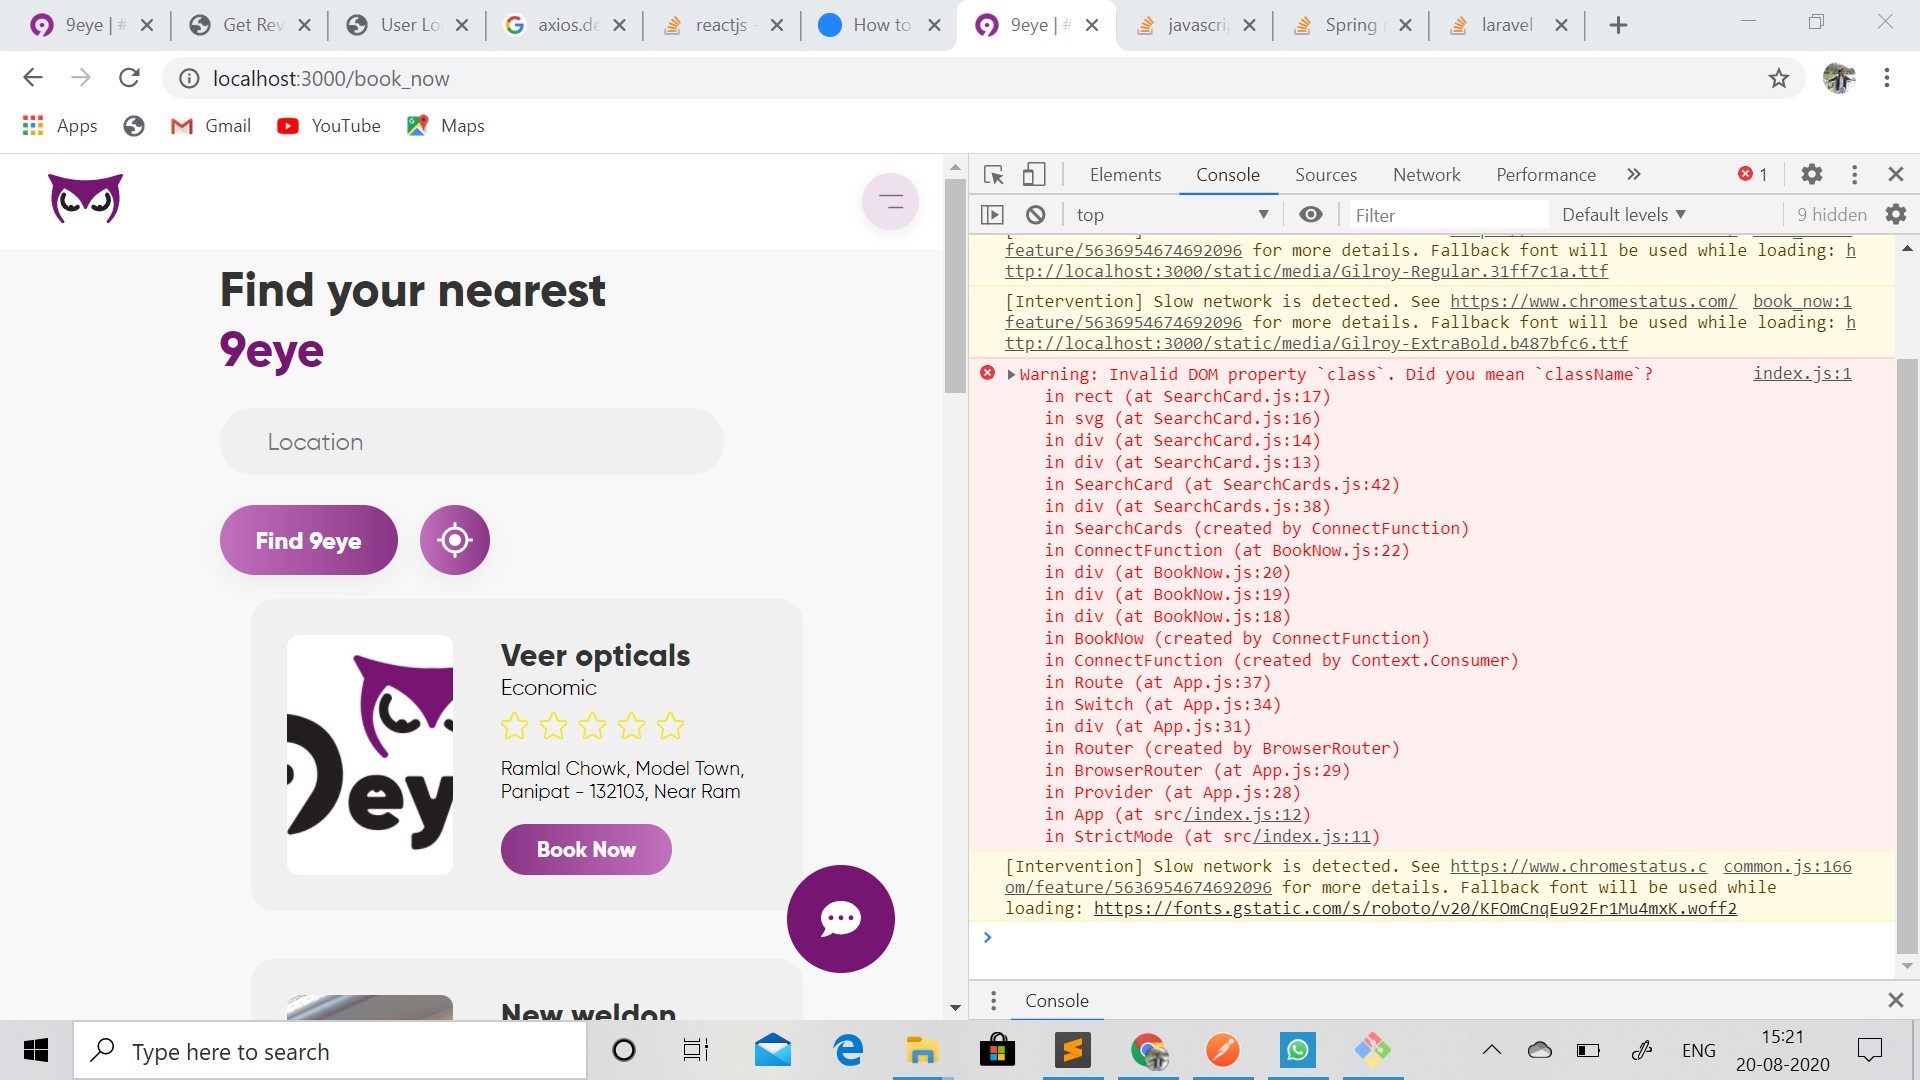 9eye | #
Get Rev
User Lo
axios.de
reactjs -
How to
9eye | #
javascrip
Spring
laravel
localhost:3000/book_now
Apps
Gmail
YouTube
Maps
Find your nearest
9eye
Location
Find 9eye
Veer opticals
Economic
Ramlal Chowk, Model Town,
Panipat - 132103, Near Ram
Book Now
9ey
New weldon
Elements
Console
Sources
Network
Performance
1
top
Filter
Default levels
9 hidden
feature/5636954674692096 for more details. Fallback font will be used while loading: h
ttp://localhost:3000/static/media/Gilroy-Regular.31ff7c1a.ttf
[Intervention] Slow network is detected. See https://www.chromestatus.com/ book_now:1
feature/5636954674692096 for more details. Fallback font will be used while loading: h
ttp://localhost:3000/static/media/Gilroy-ExtraBold.b487bfc6.ttf
Warning: Invalid DOM property `class`. Did you mean `className`? index.js:1
in rect (at SearchCard.js:17)
in svg (at SearchCard.js:16)
in div (at SearchCard.js:14)
in div (at SearchCard.js:13)
in SearchCard (at SearchCards.js:42)
in div (at SearchCards.js:38)
in SearchCards (created by ConnectFunction)
in ConnectFunction (at BookNow.js:22)
in div (at BookNow.js:20)
in div (at BookNow.js:19)
in div (at BookNow.js:18)
in BookNow (created by ConnectFunction)
in ConnectFunction (created by Context.Consumer)
in Route (at App.js:37)
in Switch (at App.js:34)
in div (at App.js:31)
in Router (created by BrowserRouter)
in BrowserRouter (at App.js:29)
in Provider (at App.js:28)
in App (at src/index.js:12)
in StrictMode (at src/index.js:11)
[Intervention] Slow network is detected. See https://www.chromestatus.c common.js:166
om/feature/5636954674692096 for more details. Fallback font will be used while
loading: https://fonts.gstatic.com/s/roboto/v20/KFOmCnqEu92Fr1Mu4mxK.woff2
Console
Type here to search
ENG
15:21
20-08-2020